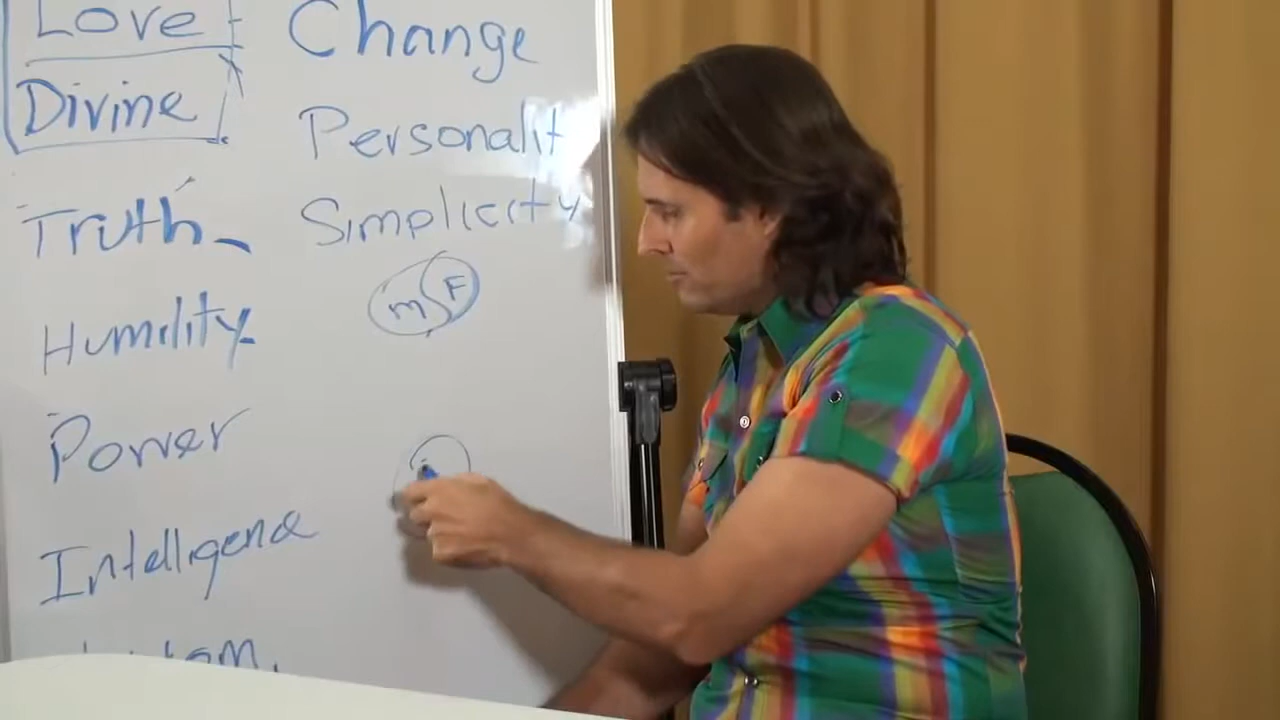 Love
Divine
Truth
Humility
Power
Intelligence
Change
Personalit
Simplicity
m F